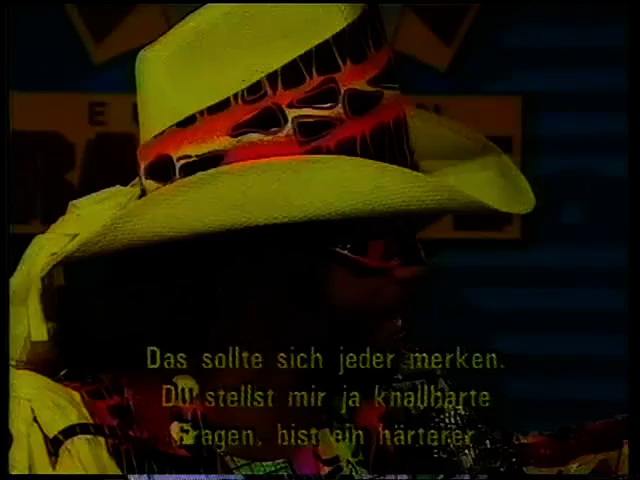 Das sollte sich jeder merken.
Du stellst mir ja knallharte
Fragen, bist ein härterer